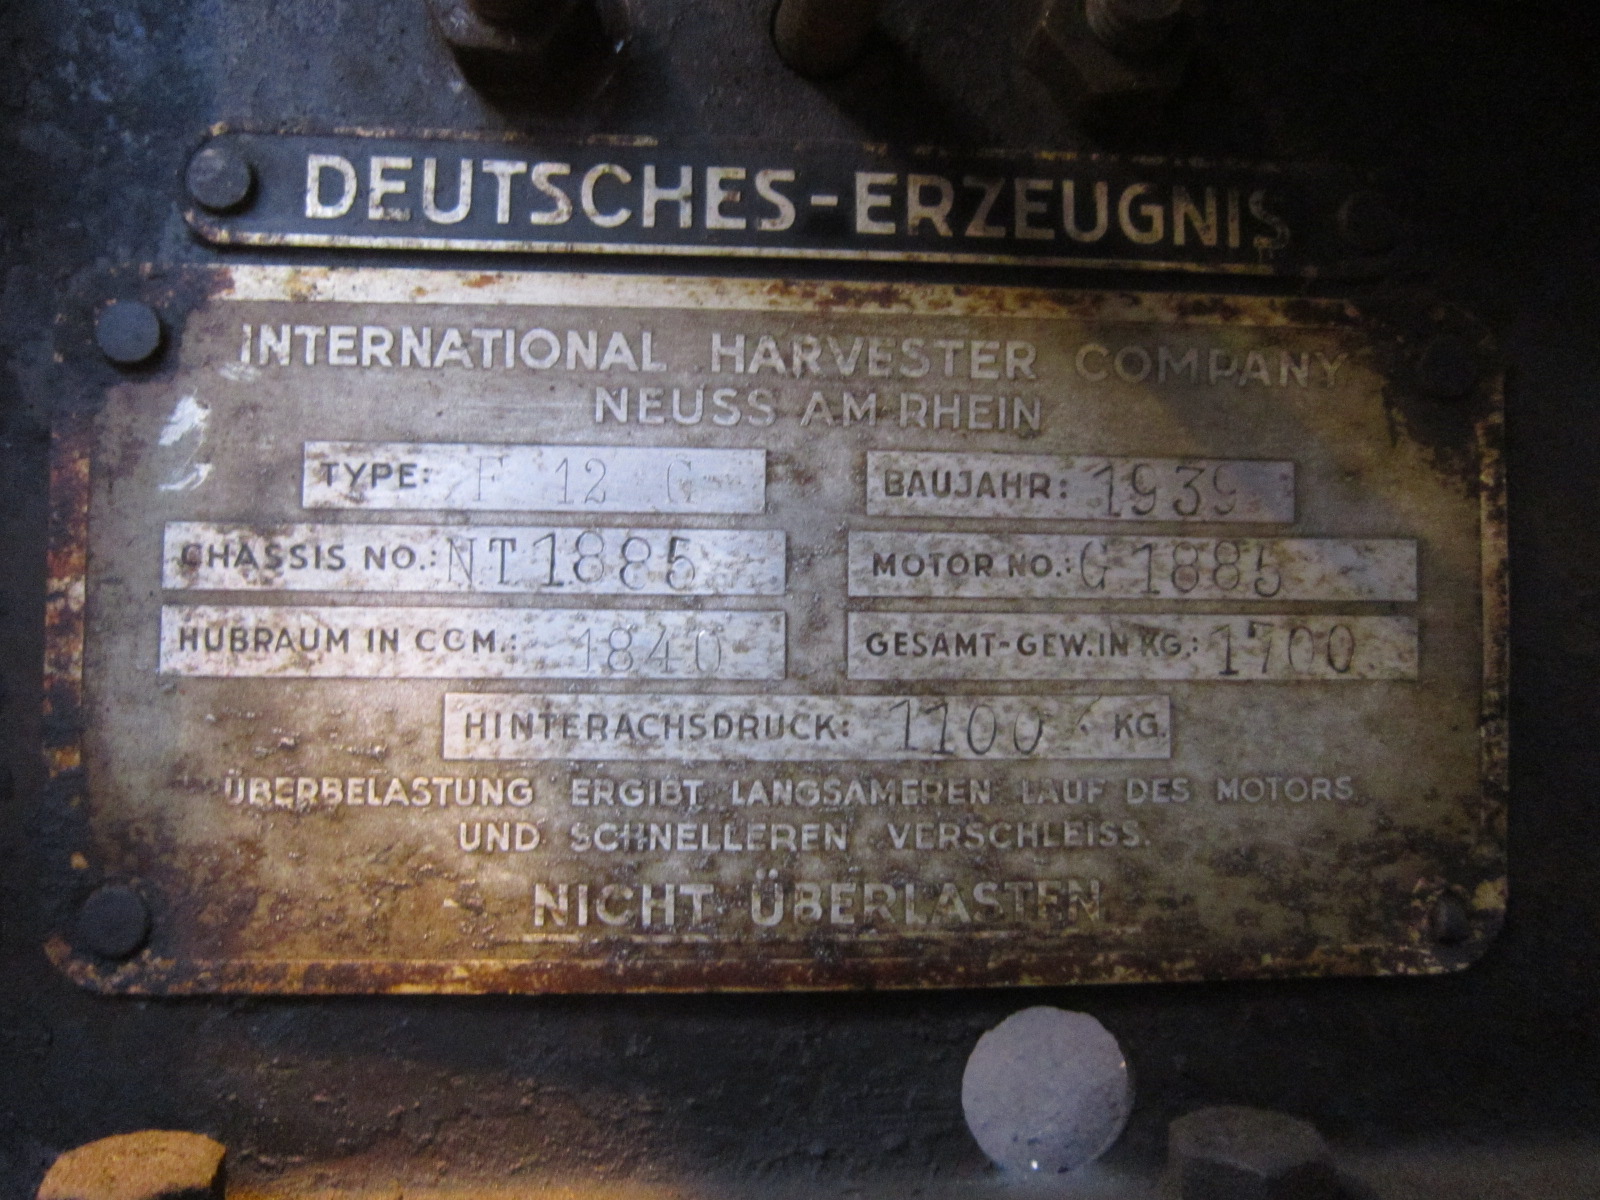 DEUTSCHES-ERZEUGNIS
INTERNATIONAL HARVESTER COMPANY
NEUSS AM RHEIN
TYPE: F 12 G BAUJAHR: 1939
CHASSIS NO.: NT1885 MOTOR NO.: G 1885
HUBRAUM IN CCM.: 1840 GESAMT-GEW. IN KG.: 1700
HINTERACHSDRUCK: 1100 KG.
ÜBERBELASTUNG ERGIBT LANGSAMEREN LAUF DES MOTORS
UND SCHNELLEREN VERSCHLEISS.
NICHT ÜBERLASTEN